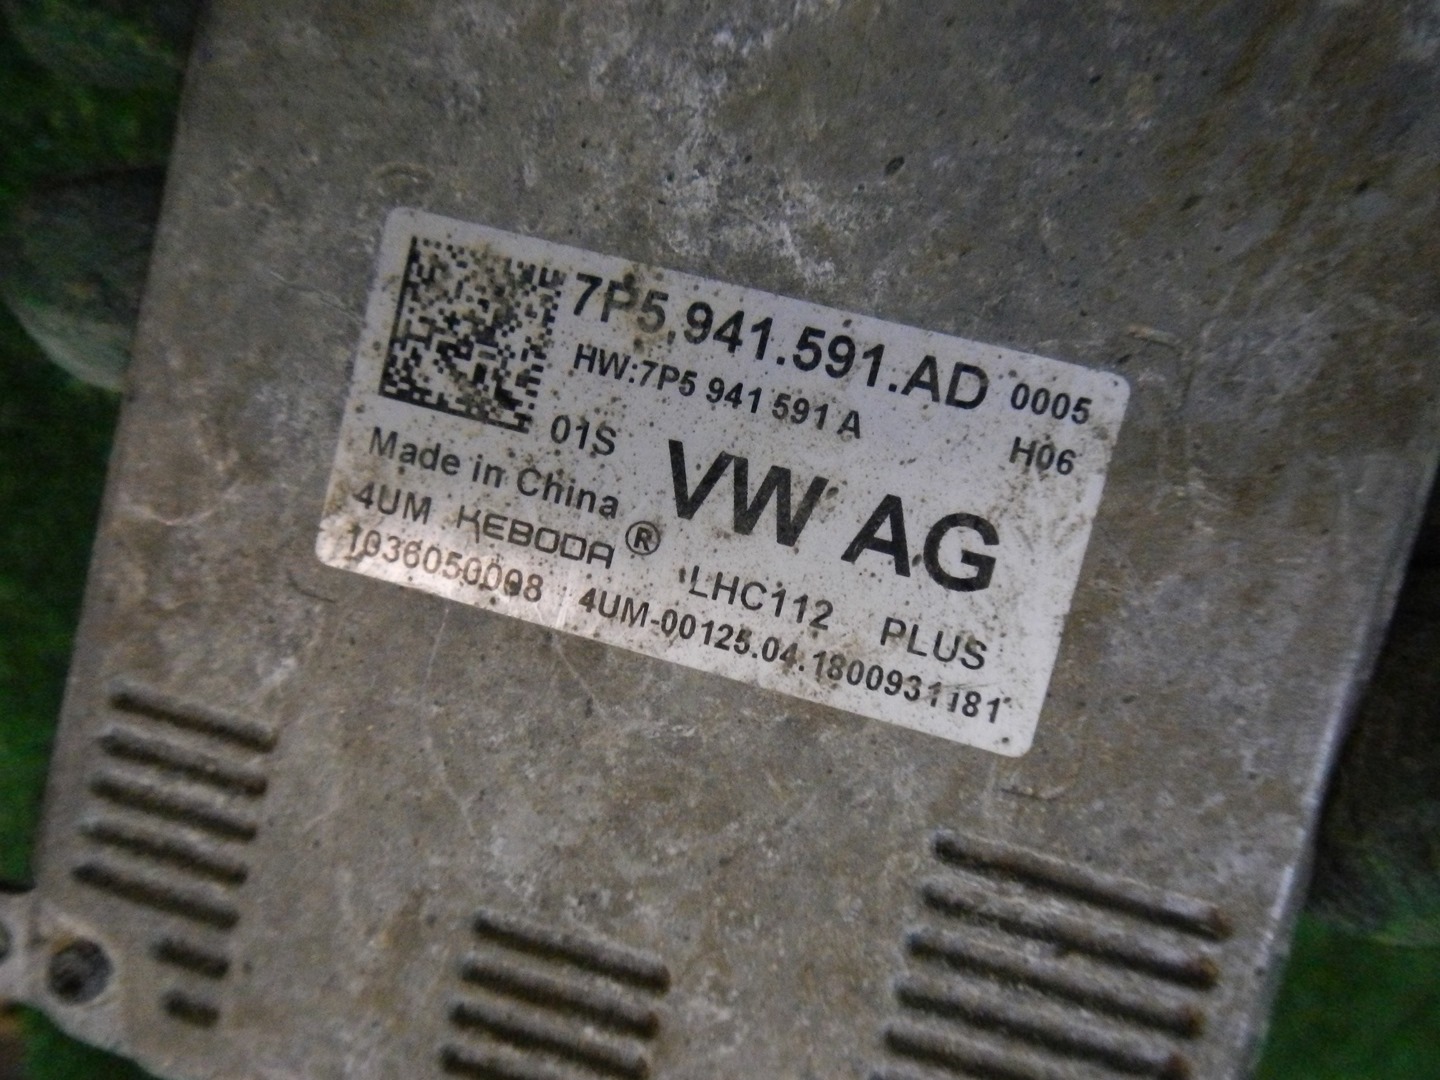 7P5.941.591.AD 0005
HW:7P5 941 591 A H06
01S VW AG
Made in China
4UM KEBODA® LHC112 PLUS
1036050008 4UM-00125.04.1800931181